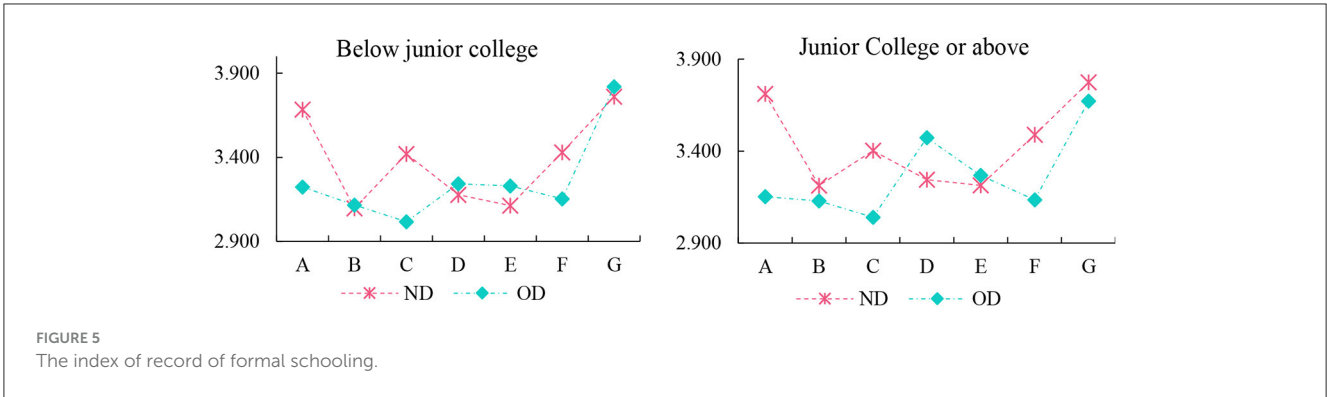 Below junior college
3.900
3.400
2.900
A B C D E F G
ND OD
Junior College or above
3.900
3.400
2.900
A B C D E F G
ND OD
FIGURE 5
The index of record of formal schooling.